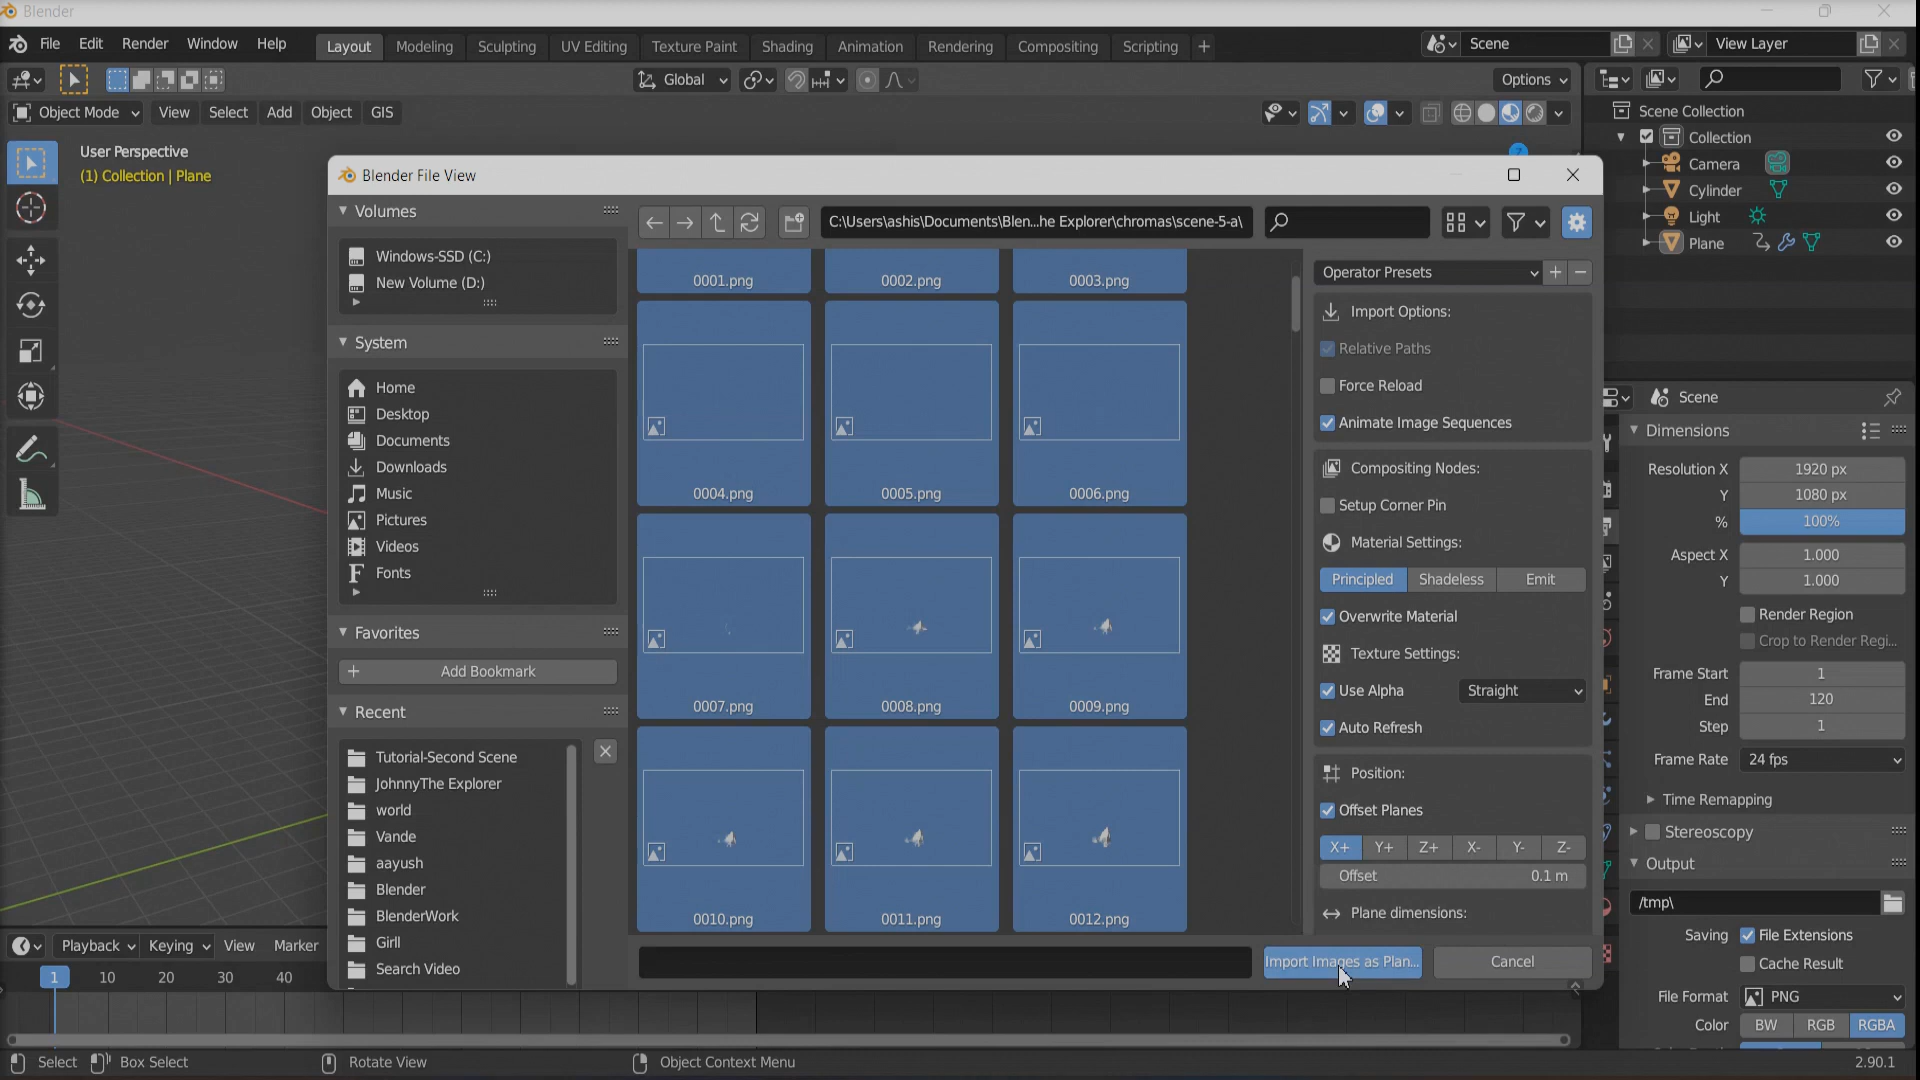 Blender
File Edit Render Window Help Layout Modeling Sculpting UV Editing Texture Paint Shading Animation Rendering Compositing Scripting + Scene View Layer
Global Options
Object Mode View Select Add Object GIS
User Perspective
(1) Collection | Plane
Scene Collection
Collection
Camera
Cylinder
Light
Plane
Blender File View
Volumes
Windows-SSD (C:)
New Volume (D:)
System
Home
Desktop
Documents
Downloads
Music
Pictures
Videos
Fonts
Favorites
Add Bookmark
Recent
Tutorial-Second Scene
JohnnyThe Explorer
world
Vande
aayush
Blender
BlenderWork
Girll
Search Video
C:\Users\ashis\Documents\Blen...he Explorer\chromas\scene-5-a\
0001.png 0002.png 0003.png
0004.png 0005.png 0006.png
0007.png 0008.png 0009.png
0010.png 0011.png 0012.png
Operator Presets
Import Options:
Relative Paths
Force Reload
Animate Image Sequences
Compositing Nodes:
Setup Corner Pin
Material Settings:
Principled Shadeless Emit
Overwrite Material
Texture Settings:
Use Alpha Straight
Auto Refresh
Position:
Offset Planes
X+ Y+ Z+ X- Y- Z-
Offset 0.1 m
Plane dimensions:
Import Images as Plan... Cancel
Scene
Dimensions
Resolution X 1920 px
Y 1080 px
% 100%
Aspect X 1.000
Y 1.000
Render Region
Crop to Render Regi...
Frame Start 1
End 120
Step 1
Frame Rate 24 fps
Time Remapping
Stereoscopy
Output
/tmp\
Saving File Extensions
Cache Result
File Format PNG
Color BW RGB RGBA
Playback Keying View Marker
1 10 20 30 40
Select Box Select Rotate View Object Context Menu 2.90.1